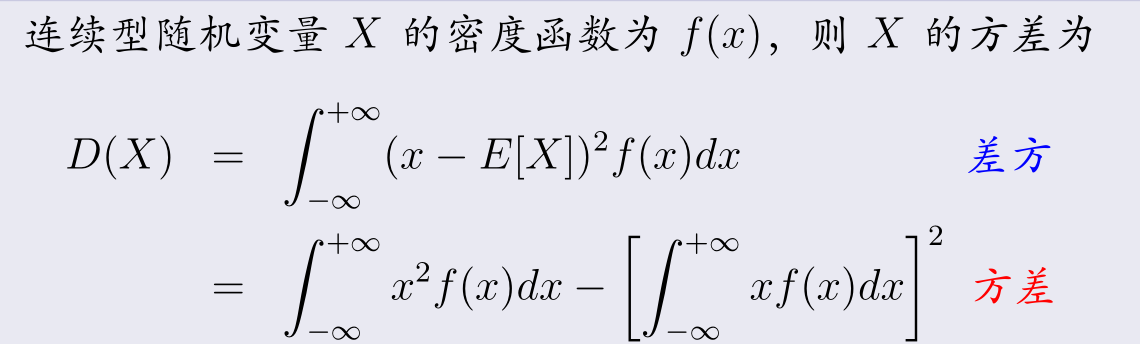 连续型随机变量 X 的密度函数为 f(x)，则 X 的方差为
D(X) = ∫_{-∞}^{+∞} (x − E[X])² f(x)dx 差方
= ∫_{-∞}^{+∞} x² f(x)dx − [∫_{-∞}^{+∞} xf(x)dx]² 方差